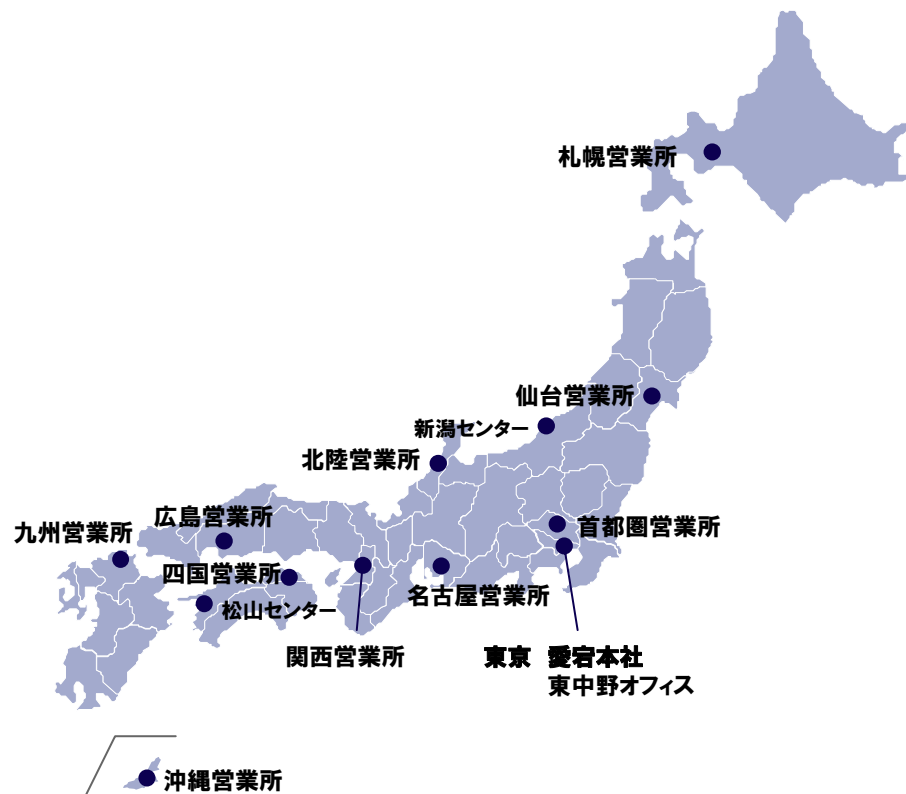 札幌営業所
仙台営業所
新潟センター
北陸営業所
広島営業所
首都圏営業所
九州営業所
四国営業所
名古屋営業所
松山センター
関西営業所
東京 愛宕本社
東中野オフィス
沖縄営業所